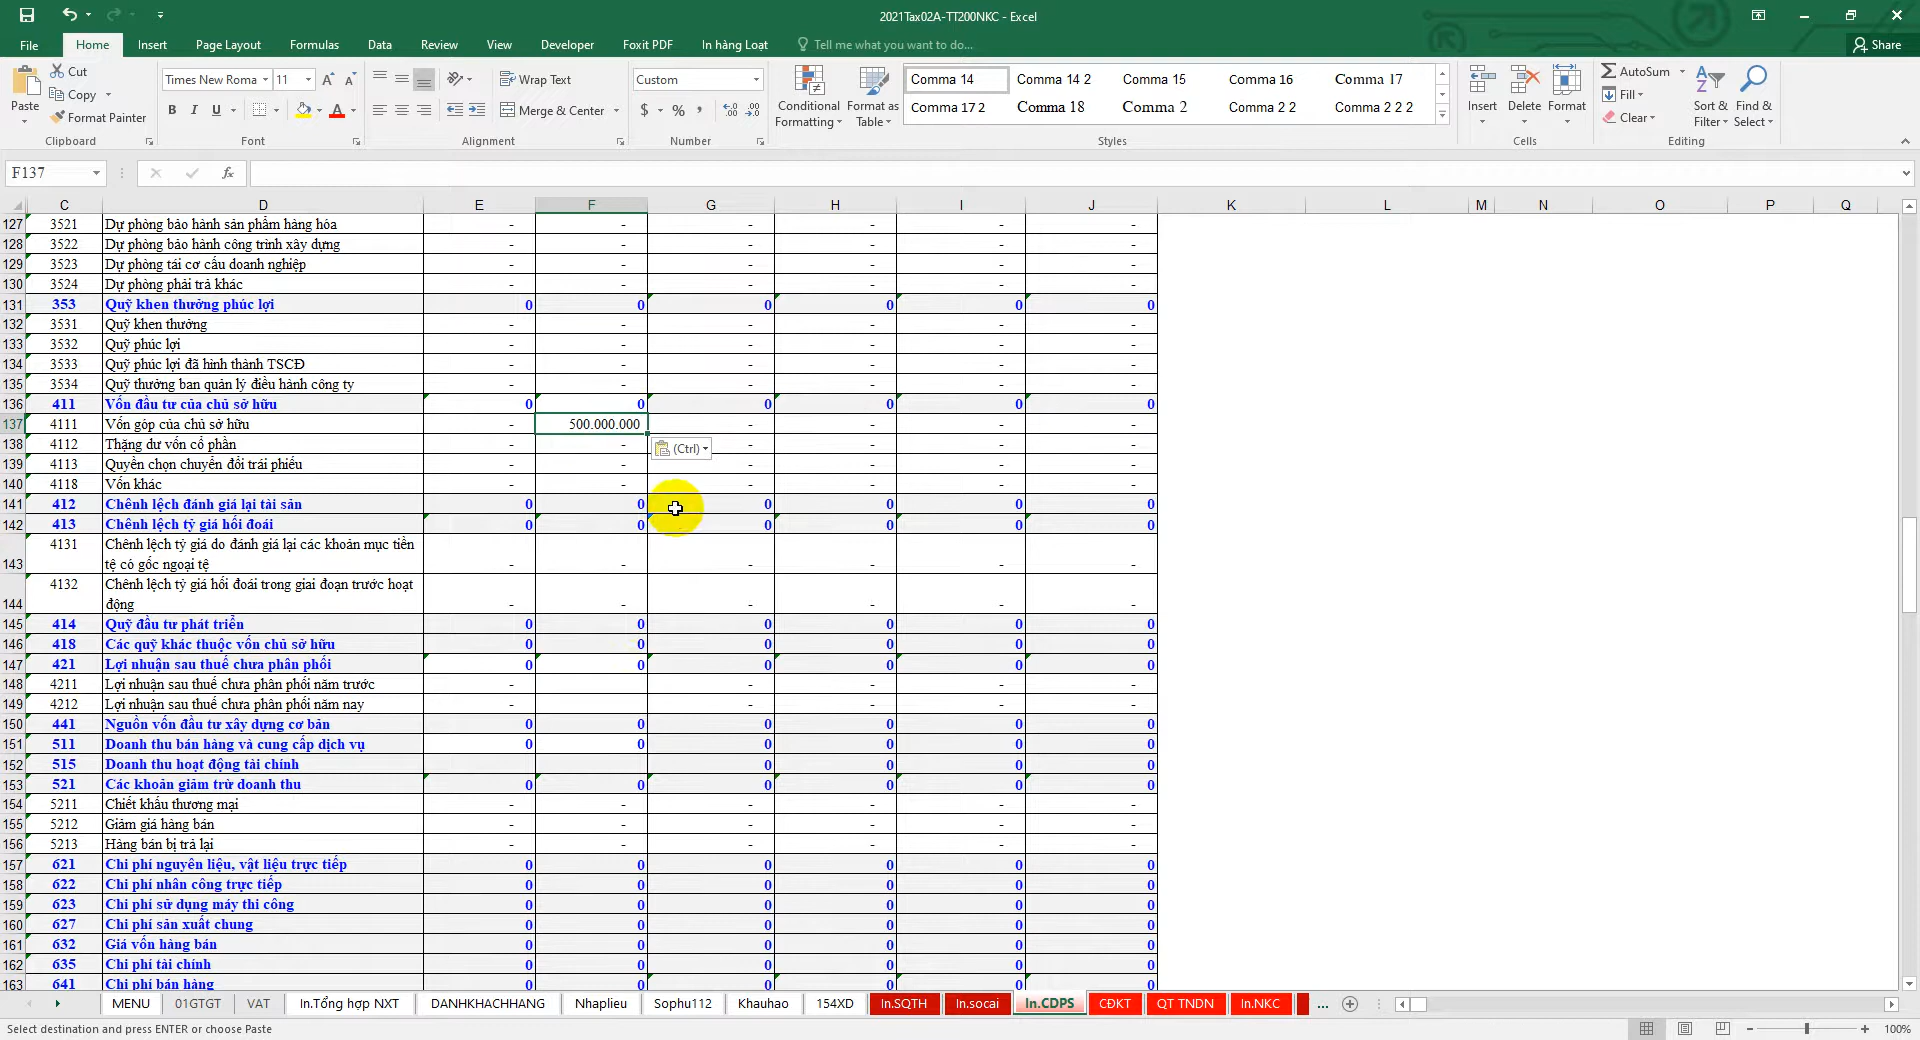 2021Tax02A-TT200NKC - Excel
File Home Insert Page Layout Formulas Data Review View Developer Foxit PDF In hàng Loạt Tell me what you want to do... Share
Paste Cut Copy Format Painter Clipboard
Times New Roma 11 B I U Font
Wrap Text Merge & Center Alignment
Custom $ % , Number
Conditional Formatting Format as Table
Comma 14 Comma 14 2 Comma 15 Comma 16 Comma 17
Comma 17 2 Comma 18 Comma 2 Comma 2 2 Comma 2 2 2
Styles
Insert Delete Format Cells
AutoSum Fill Clear Sort & Filter Find & Select Editing
F137 fx
C D E F G H I J K L M N O P Q
127 3521 Dự phòng bảo hành sản phẩm hàng hóa - - - - - -
128 3522 Dự phòng bảo hành công trình xây dựng - - - - - -
129 3523 Dự phòng tái cơ cấu doanh nghiệp - - - - - -
130 3524 Dự phòng phải trả khác - - - - - -
131 353 Quỹ khen thưởng phúc lợi 0 0 0 0 0 0
132 3531 Quỹ khen thưởng - - - - - -
133 3532 Quỹ phúc lợi - - - - - -
134 3533 Quỹ phúc lợi đã hình thành TSCĐ - - - - - -
135 3534 Quỹ thưởng ban quản lý điều hành công ty - - - - - -
136 411 Vốn đầu tư của chủ sở hữu 0 0 0 0 0 0
137 4111 Vốn góp của chủ sở hữu - 500.000.000 - - - -
138 4112 Thặng dư vốn cổ phần - - - - - -
(Ctrl)
139 4113 Quyền chọn chuyển đổi trái phiếu - - - - - -
140 4118 Vốn khác - - - - - -
141 412 Chênh lệch đánh giá lại tài sản 0 0 0 0 0 0
142 413 Chênh lệch tỷ giá hối đoái 0 0 0 0 0 0
4131 Chênh lệch tỷ giá do đánh giá lại các khoản mục tiền
143 tệ có gốc ngoại tệ - - - - - -
4132 Chênh lệch tỷ giá hối đoái trong giai đoạn trước hoạt
144 động - - - - - -
145 414 Quỹ đầu tư phát triển 0 0 0 0 0 0
146 418 Các quỹ khác thuộc vốn chủ sở hữu 0 0 0 0 0 0
147 421 Lợi nhuận sau thuế chưa phân phối 0 0 0 0 0 0
148 4211 Lợi nhuận sau thuế chưa phân phối năm trước - - - - -
149 4212 Lợi nhuận sau thuế chưa phân phối năm nay - - - - -
150 441 Nguồn vốn đầu tư xây dựng cơ bản 0 0 0 0 0 0
151 511 Doanh thu bán hàng và cung cấp dịch vụ 0 0 0 0 0 0
152 515 Doanh thu hoạt động tài chính 0 0 0 0
153 521 Các khoản giảm trừ doanh thu 0 0 0 0 0 0
154 5211 Chiết khấu thương mại - - - - - -
155 5212 Giảm giá hàng bán - - - - - -
156 5213 Hàng bán bị trả lại - - - - - -
157 621 Chi phí nguyên liệu, vật liệu trực tiếp 0 0 0 0 0 0
158 622 Chi phí nhân công trực tiếp 0 0 0 0 0 0
159 623 Chi phí sử dụng máy thi công 0 0 0 0 0 0
160 627 Chi phí sản xuất chung 0 0 0 0 0 0
161 632 Giá vốn hàng bán 0 0 0 0 0 0
162 635 Chi phí tài chính 0 0 0 0 0 0
163 641 Chi phí bán hàng 0 0 0 0 0 0
MENU 01GTGT VAT In.Tổng hợp NXT DANHKHACHHANG Nhaplieu Sophu112 Khauhao 154XD In.SQTH In.socai In.CDPS CĐKT QT TNDN In.NKC ...
Select destination and press ENTER or choose Paste 100%